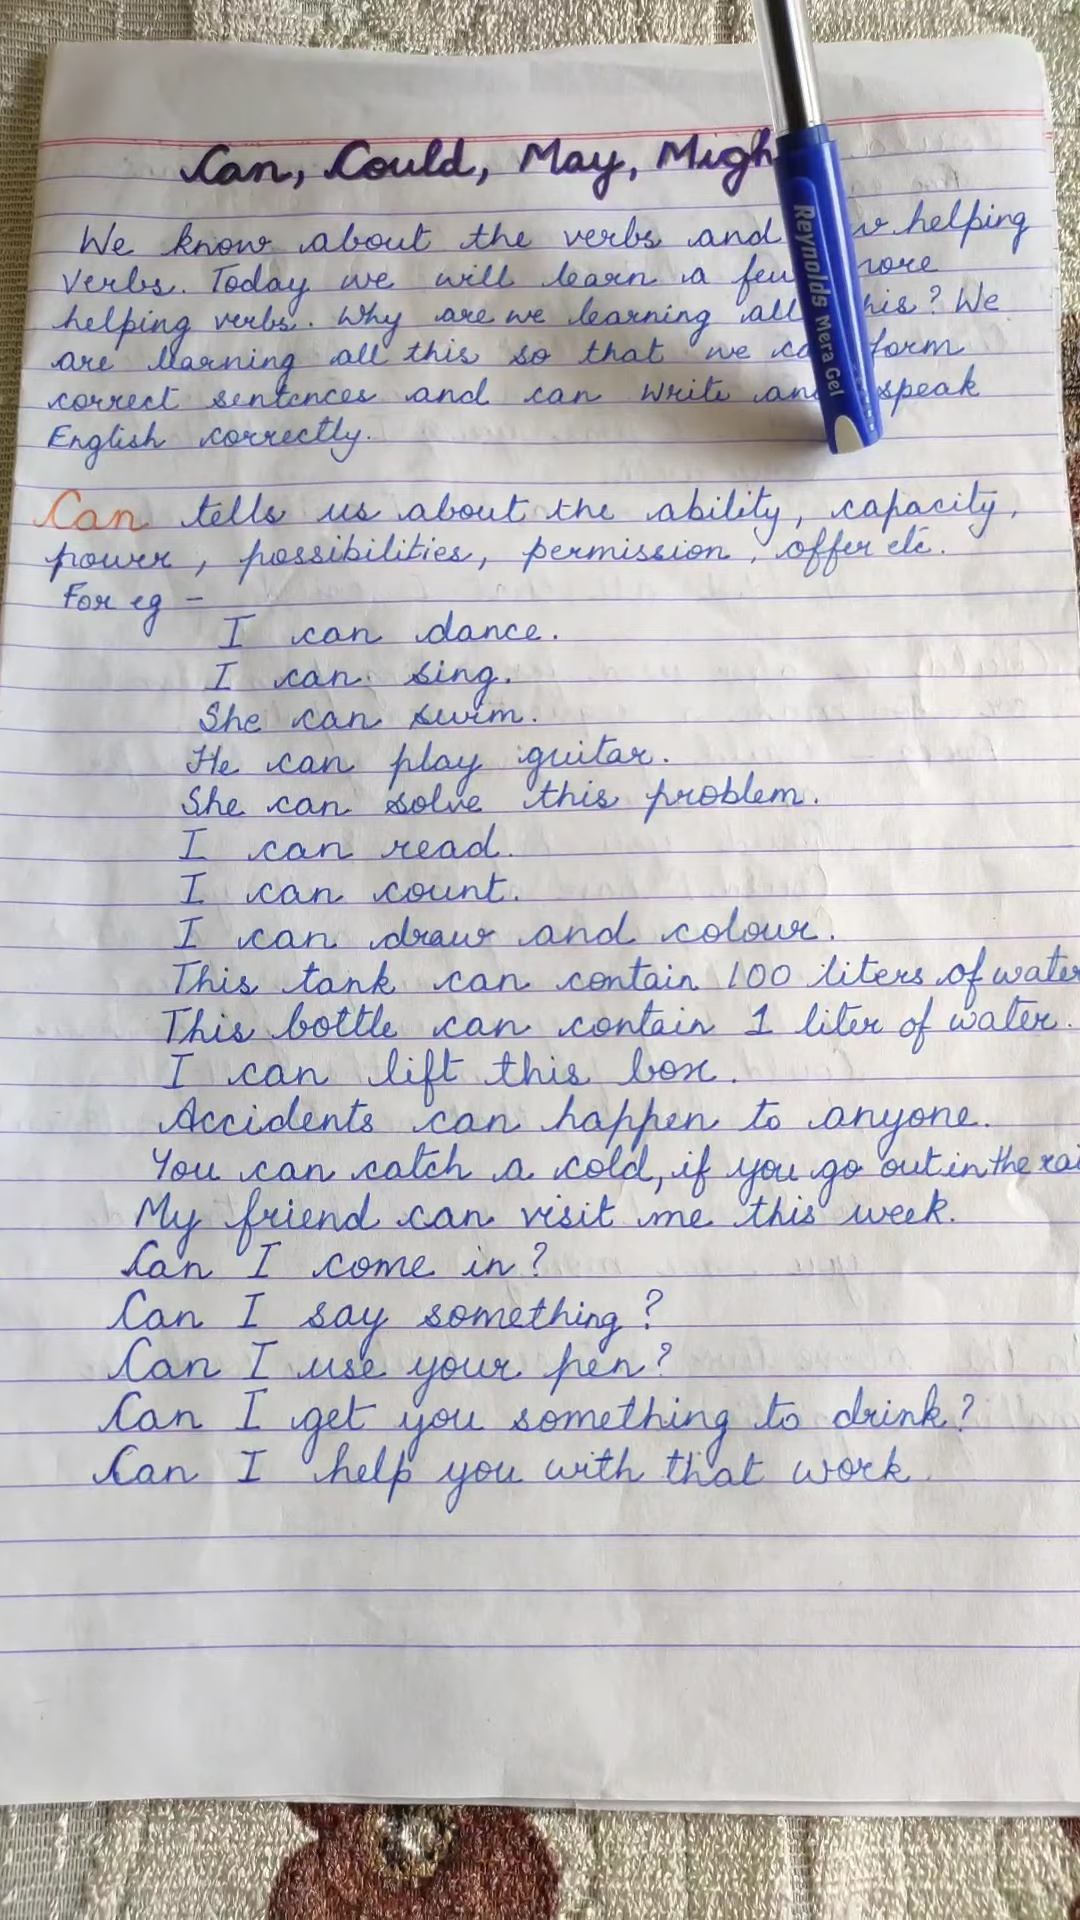 Can, Could, May, Migh
We know about the verbs and helping
verbs. Today we will learn a few more
helping verbs. Why are we learning all this? We
are learning all this so that we can form
correct sentences and can write and speak
English correctly.
Can tells us about the ability, capacity,
power, possibilities, permission, offer etc.
For eg -
I can dance.
I can sing.
She can swim.
He can play guitar.
She can solve this problem.
I can read.
I can count.
I can draw and colour.
This tank can contain 100 liters of water
This bottle can contain 1 liter of water.
I can lift this box.
Accidents can happen to anyone.
You can catch a cold, if you go out in the rai
My friend can visit me this week.
Can I come in?
Can I say something?
Can I use your pen?
Can I get you something to drink?
Can I help you with that work
Reynolds Mera Gel